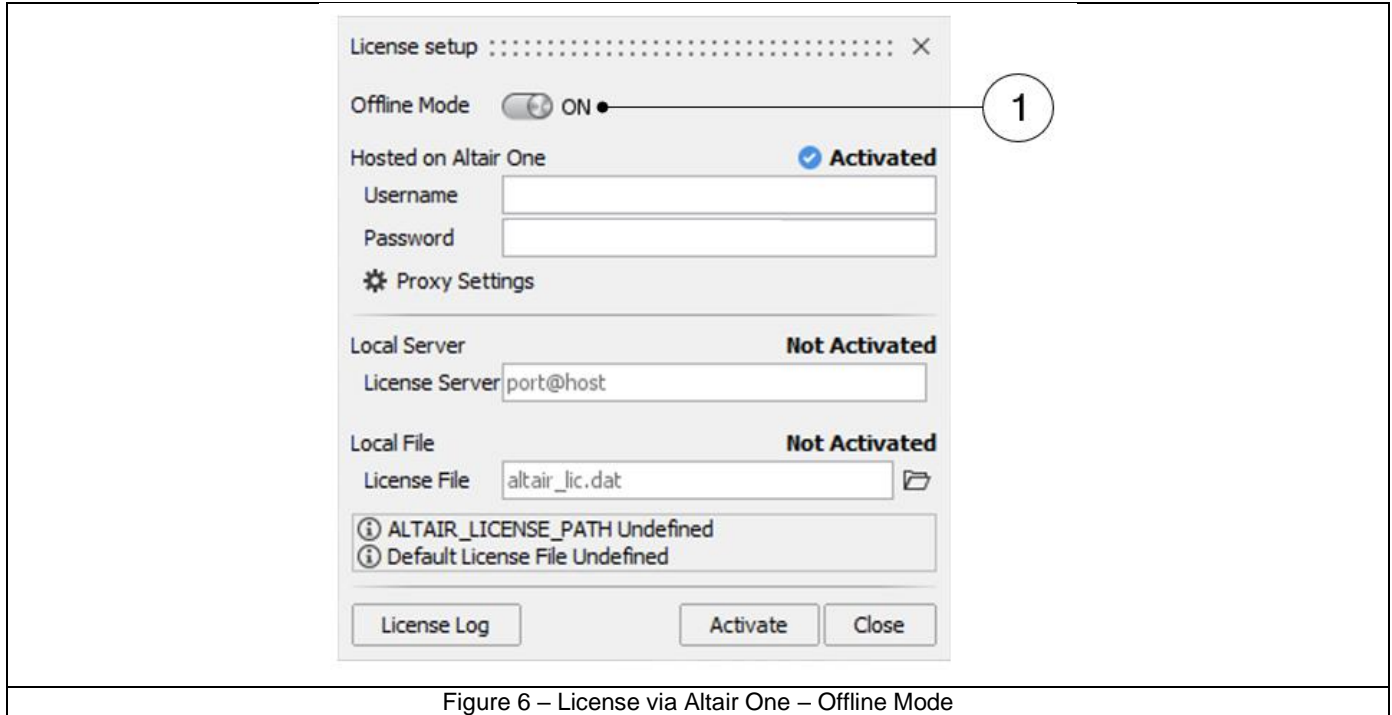 License setup
Offline Mode ON 1
Hosted on Altair One Activated
Username
Password
Proxy Settings
Local Server Not Activated
License Server port@host
Local File Not Activated
License File altair_lic.dat
ALTAIR_LICENSE_PATH Undefined
Default License File Undefined
License Log Activate Close
Figure 6 – License via Altair One – Offline Mode